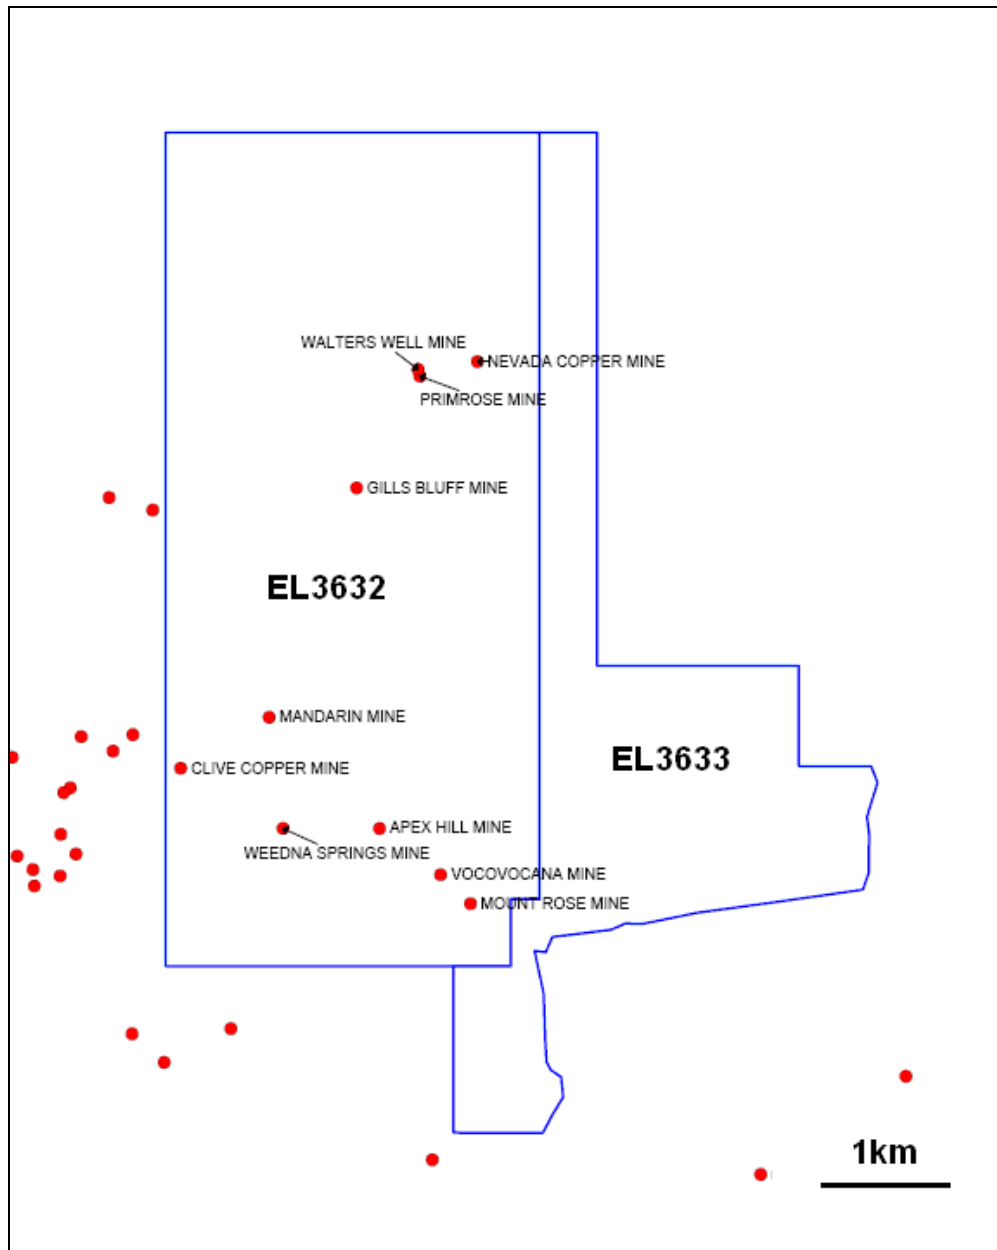 WALTERS WELL MINE
NEVADA COPPER MINE
PRIMROSE MINE
GILLS BLUFF MINE
EL3632
MANDARIN MINE
EL3633
CLIVE COPPER MINE
APEX HILL MINE
WEEDNA SPRINGS MINE
VOCOVOCANA MINE
MOUNT ROSE MINE
1km